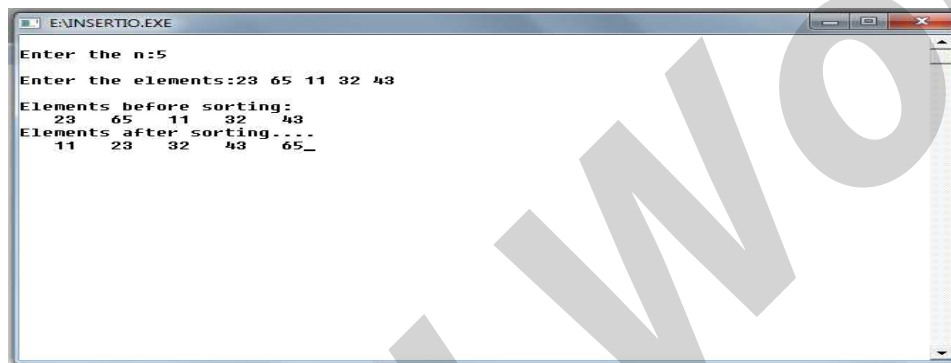 E:\INSERTIO.EXE
Enter the n:5
Enter the elements:23 65 11 32 43
Elements before sorting:
23 65 11 32 43
Elements after sorting....
11 23 32 43 65_